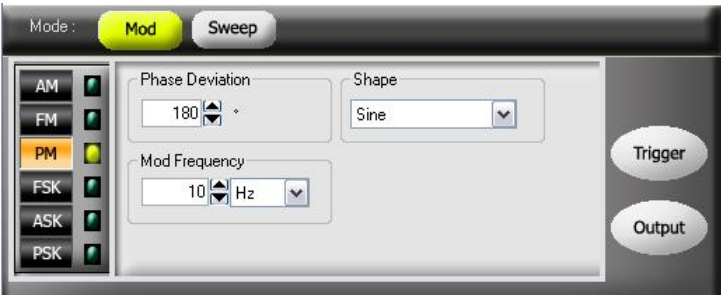 Mode : Mod Sweep
AM
FM
PM
FSK
ASK
PSK
Phase Deviation
180 °
Shape
Sine
Mod Frequency
10 Hz
Trigger
Output